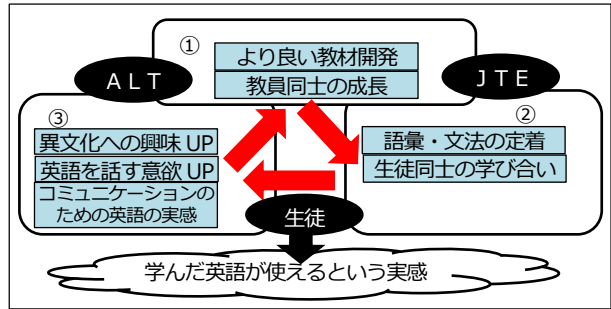 ①
より良い教材開発
教員同士の成長
ＡＬＴ
ＪＴＥ
③
異文化への興味 UP
英語を話す意欲 UP
コミュニケーションの
ための英語の実感
②
語彙・文法の定着
生徒同士の学び合い
生徒
学んだ英語が使えるという実感